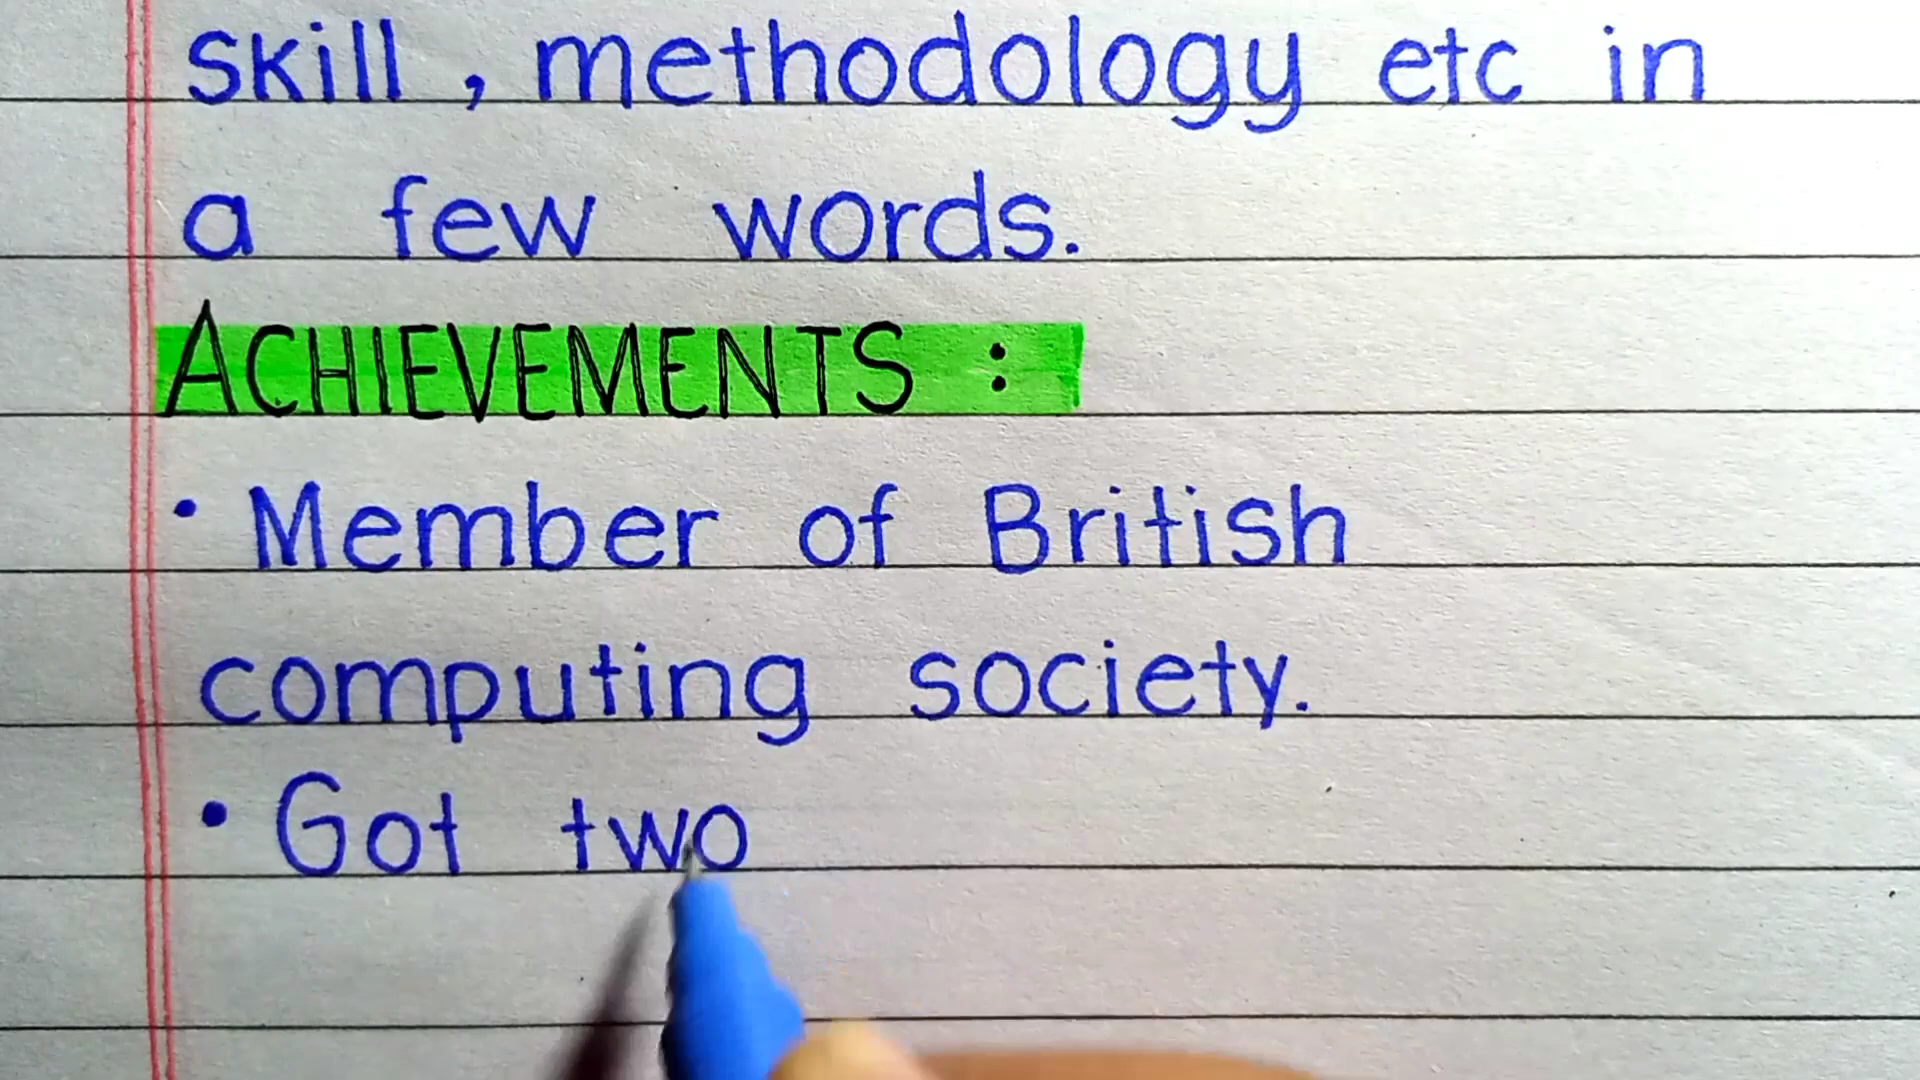 skill, methodology etc in
a few words.
ACHIEVEMENTS :
• Member of British
computing society.
• Got two